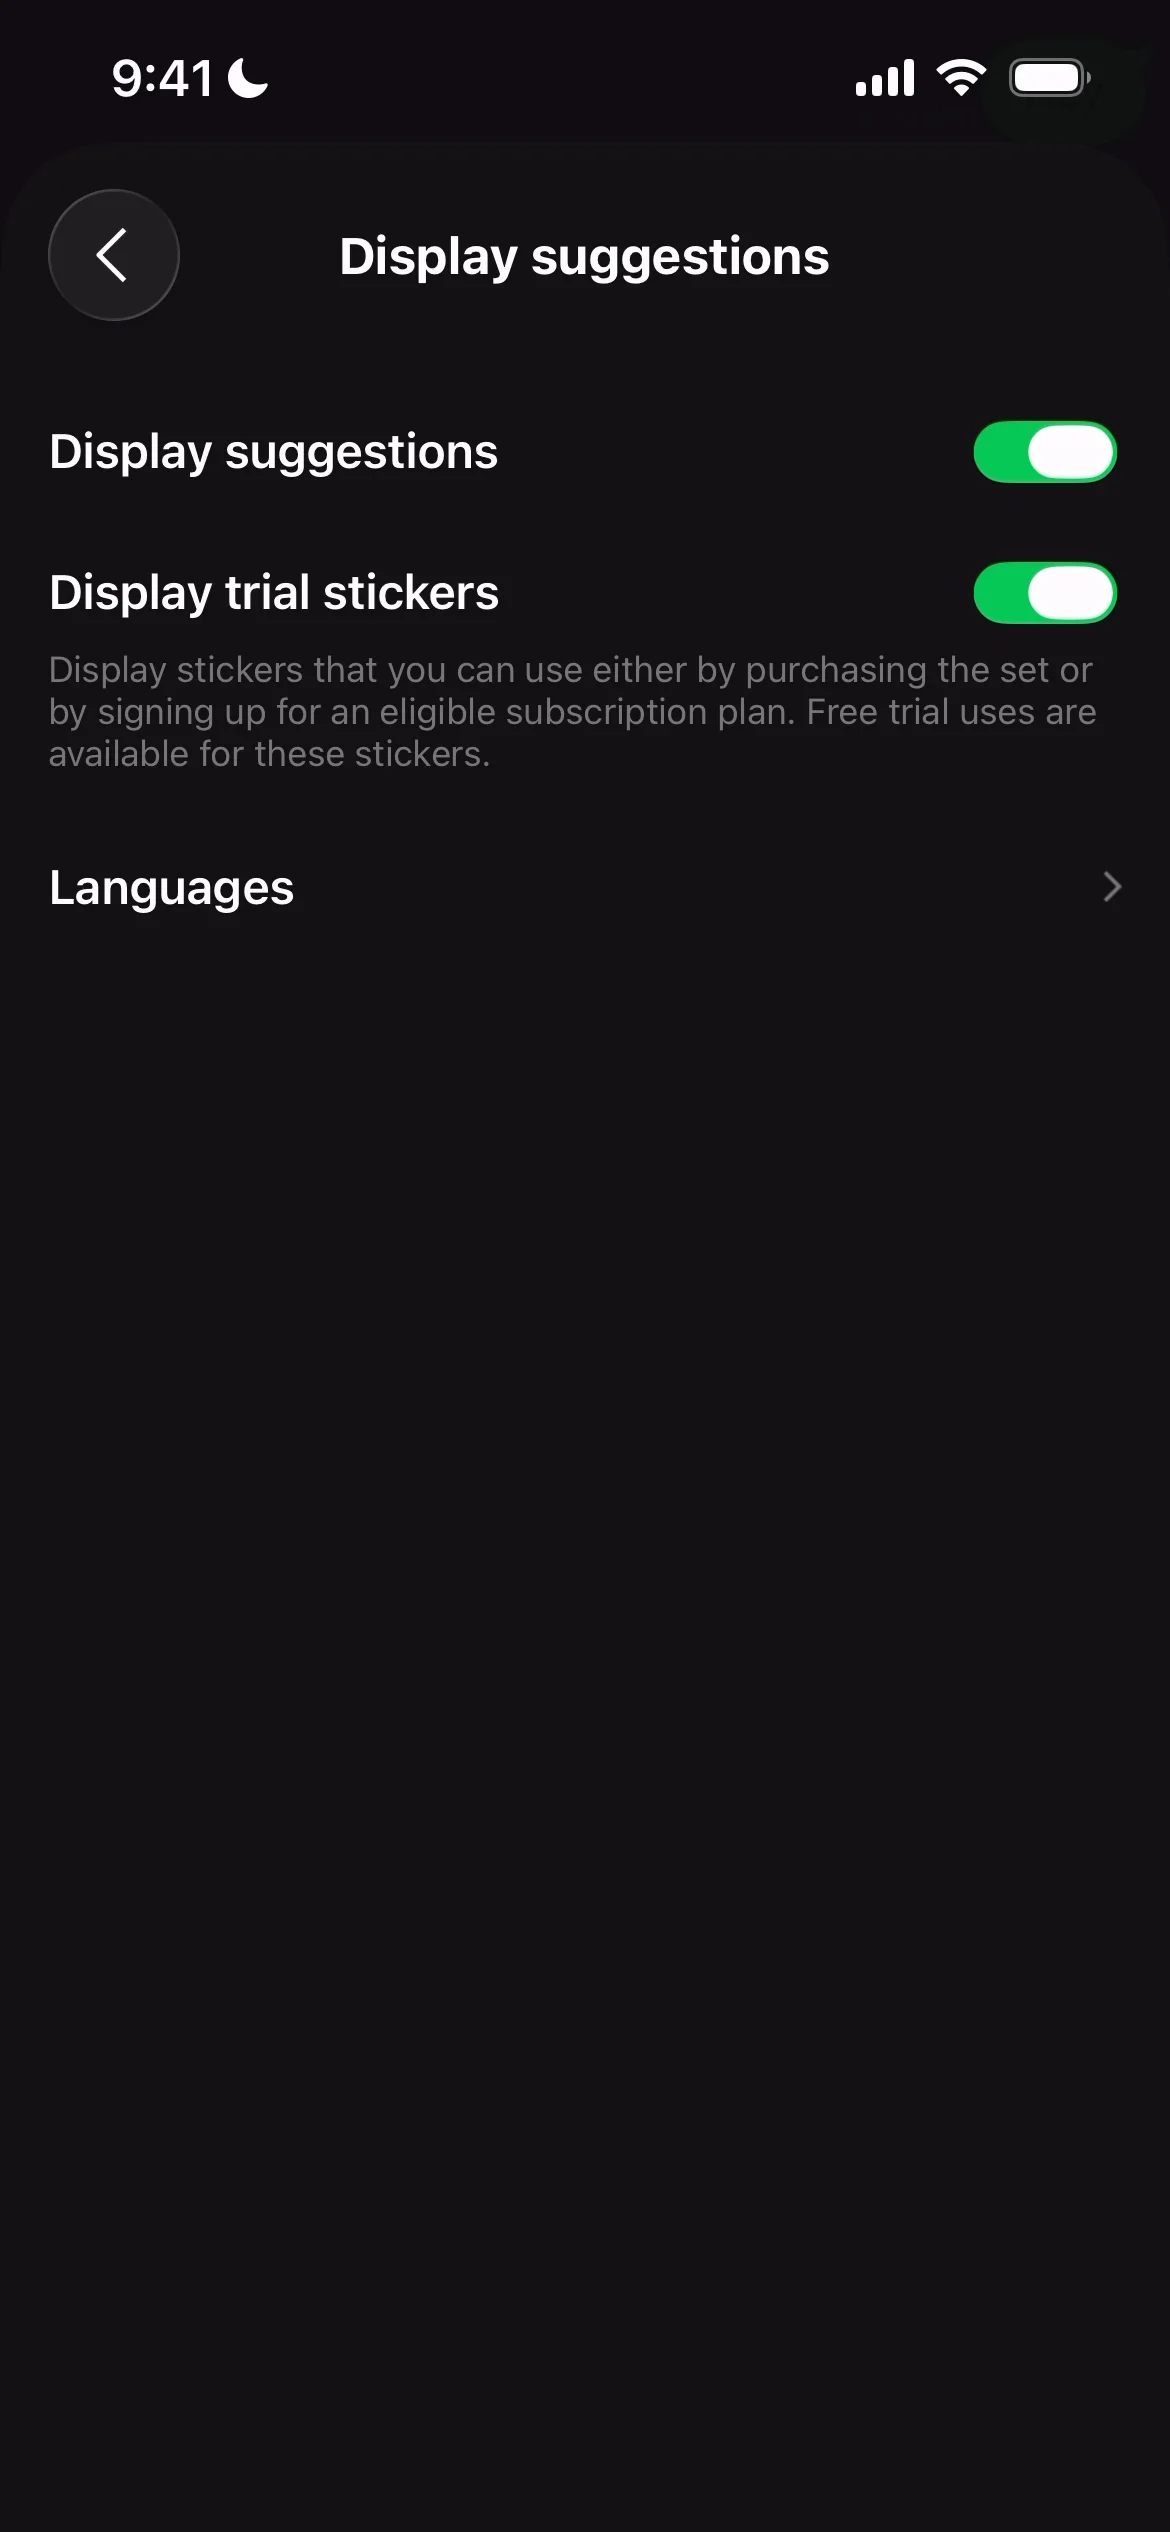 9:41
Display suggestions
Display suggestions
Display trial stickers
Display stickers that you can use either by purchasing the set or
by signing up for an eligible subscription plan. Free trial uses are
available for these stickers.
Languages